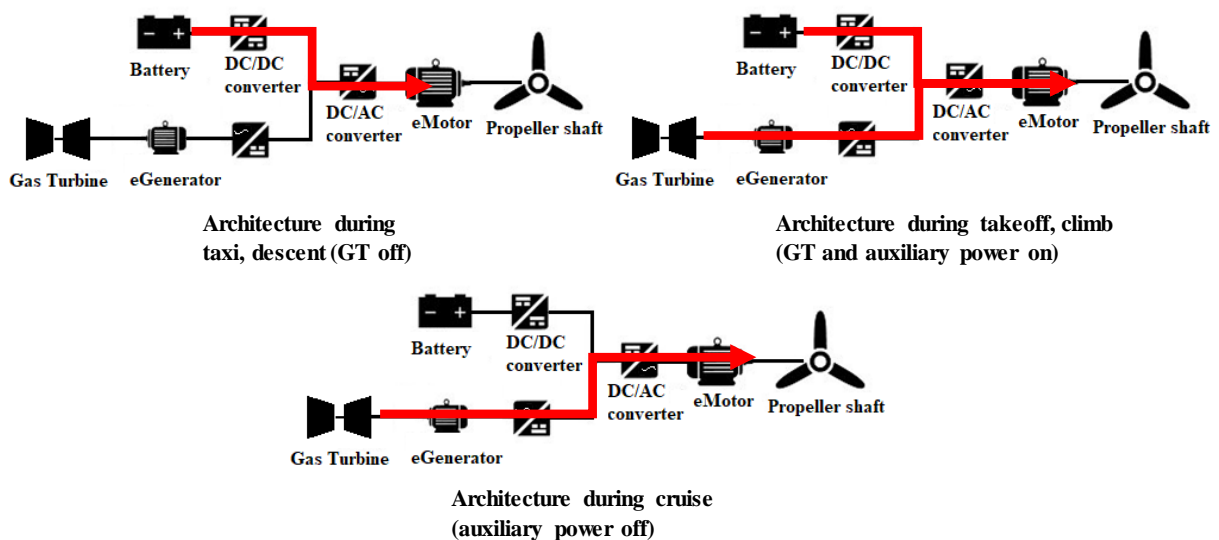 Battery
DC/DC
converter
DC/AC
converter
eMotor
Propeller shaft
Gas Turbine
eGenerator
Architecture during
taxi, descent (GT off)
Battery
DC/DC
converter
DC/AC
converter
eMotor
Propeller shaft
Gas Turbine
eGenerator
Architecture during takeoff, climb
(GT and auxiliary power on)
Battery
DC/DC
converter
DC/AC
converter
eMotor
Propeller shaft
Gas Turbine
eGenerator
Architecture during cruise
(auxiliary power off)